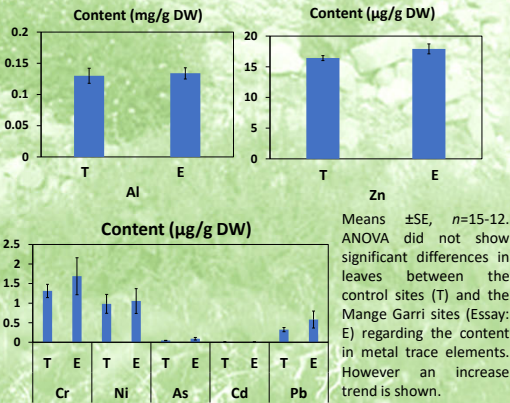 Content (mg/g DW)
0.2
0.15
0.1
0.05
0
T E
Al
Content (µg/g DW)
20
15
10
5
0
T E
Zn
Content (µg/g DW)
2.5
2
1.5
1
0.5
0
T E T E T E T E T E
Cr Ni As Cd Pb
Means ±SE, n=15-12.
ANOVA did not show
significant differences in
leaves between the
control sites (T) and the
Mange Garri sites (Essay:
E) regarding the content
in metal trace elements.
However an increase
trend is shown.